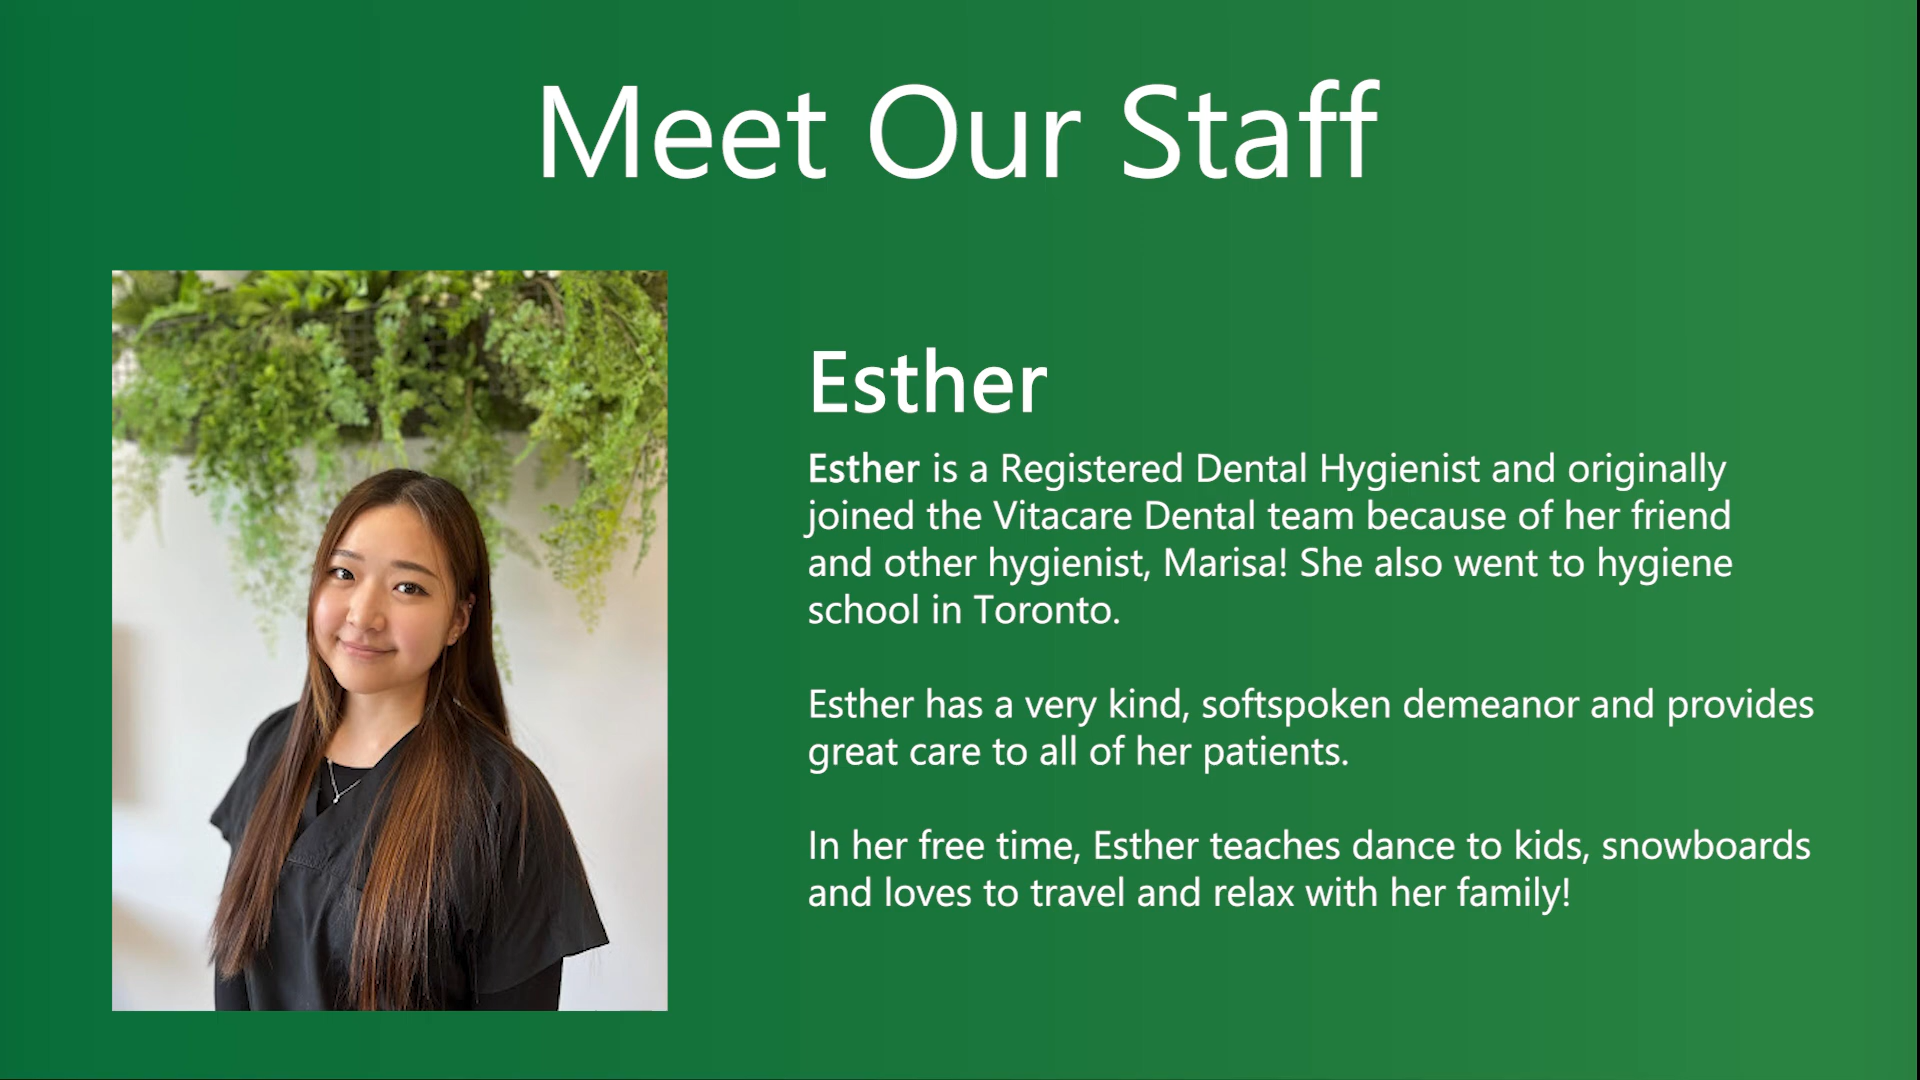 Meet Our Staff
Esther
Esther is a Registered Dental Hygienist and originally
joined the Vitacare Dental team because of her friend
and other hygienist, Marisa! She also went to hygiene
school in Toronto.
Esther has a very kind, softspoken demeanor and provides
great care to all of her patients.
In her free time, Esther teaches dance to kids, snowboards
and loves to travel and relax with her family!